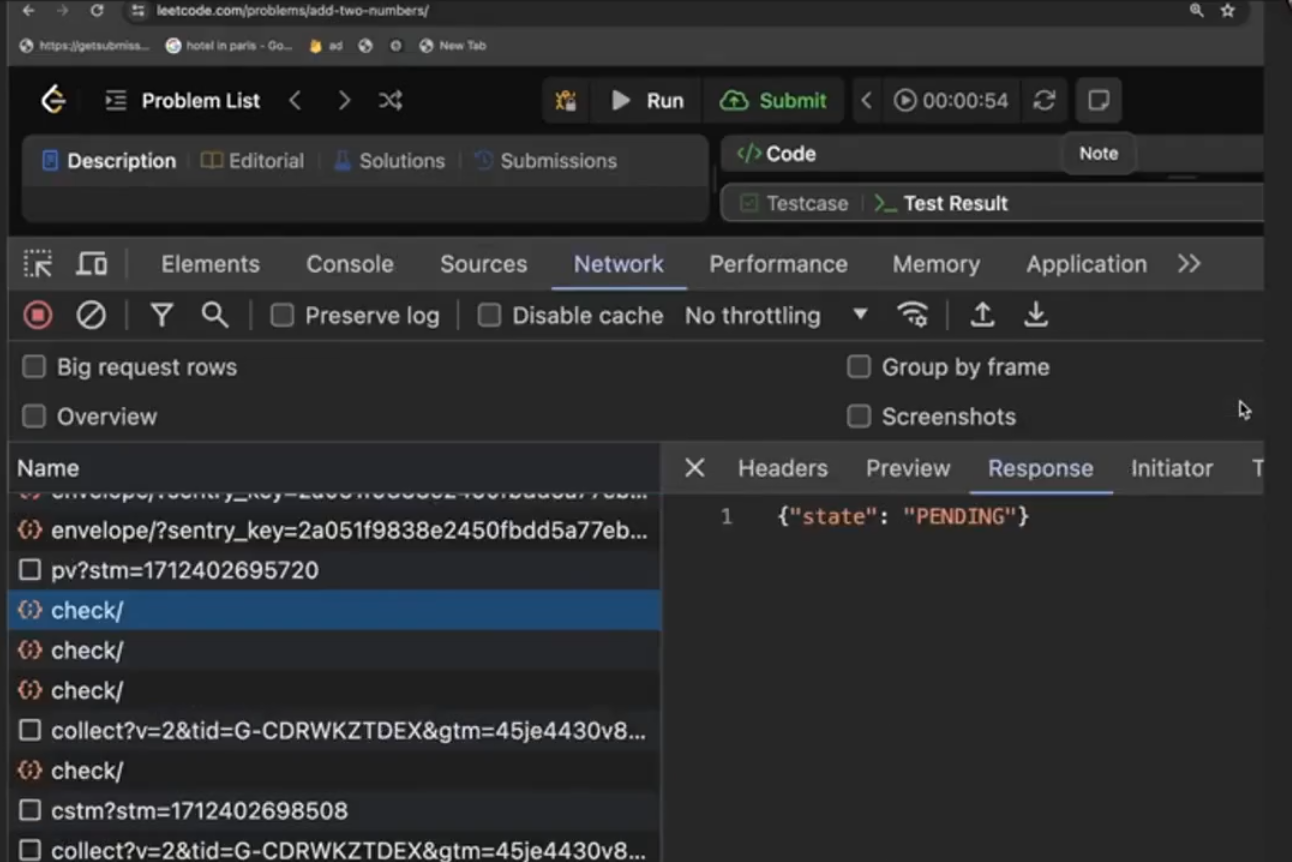 leetcode.com/problems/add-two-numbers/
https://getsubmiss... hotel in paris - Go... ad New Tab
Problem List Run Submit 00:00:54
Description Editorial Solutions Submissions
</> Code Note
Testcase >_ Test Result
Elements Console Sources Network Performance Memory Application >>
Preserve log Disable cache No throttling
Big request rows Group by frame
Overview Screenshots
Name Headers Preview Response Initiator T
1 {"state": "PENDING"}
envelope/?sentry_key=2a051f9838e2450fbdd5a77eb...
envelope/?sentry_key=2a051f9838e2450fbdd5a77eb...
pv?stm=1712402695720
check/
check/
check/
collect?v=2&tid=G-CDRWKZTDEX&gtm=45je4430v8...
check/
cstm?stm=1712402698508
collect?v=2&tid=G-CDRWKZTDEX&gtm=45je4430v8...